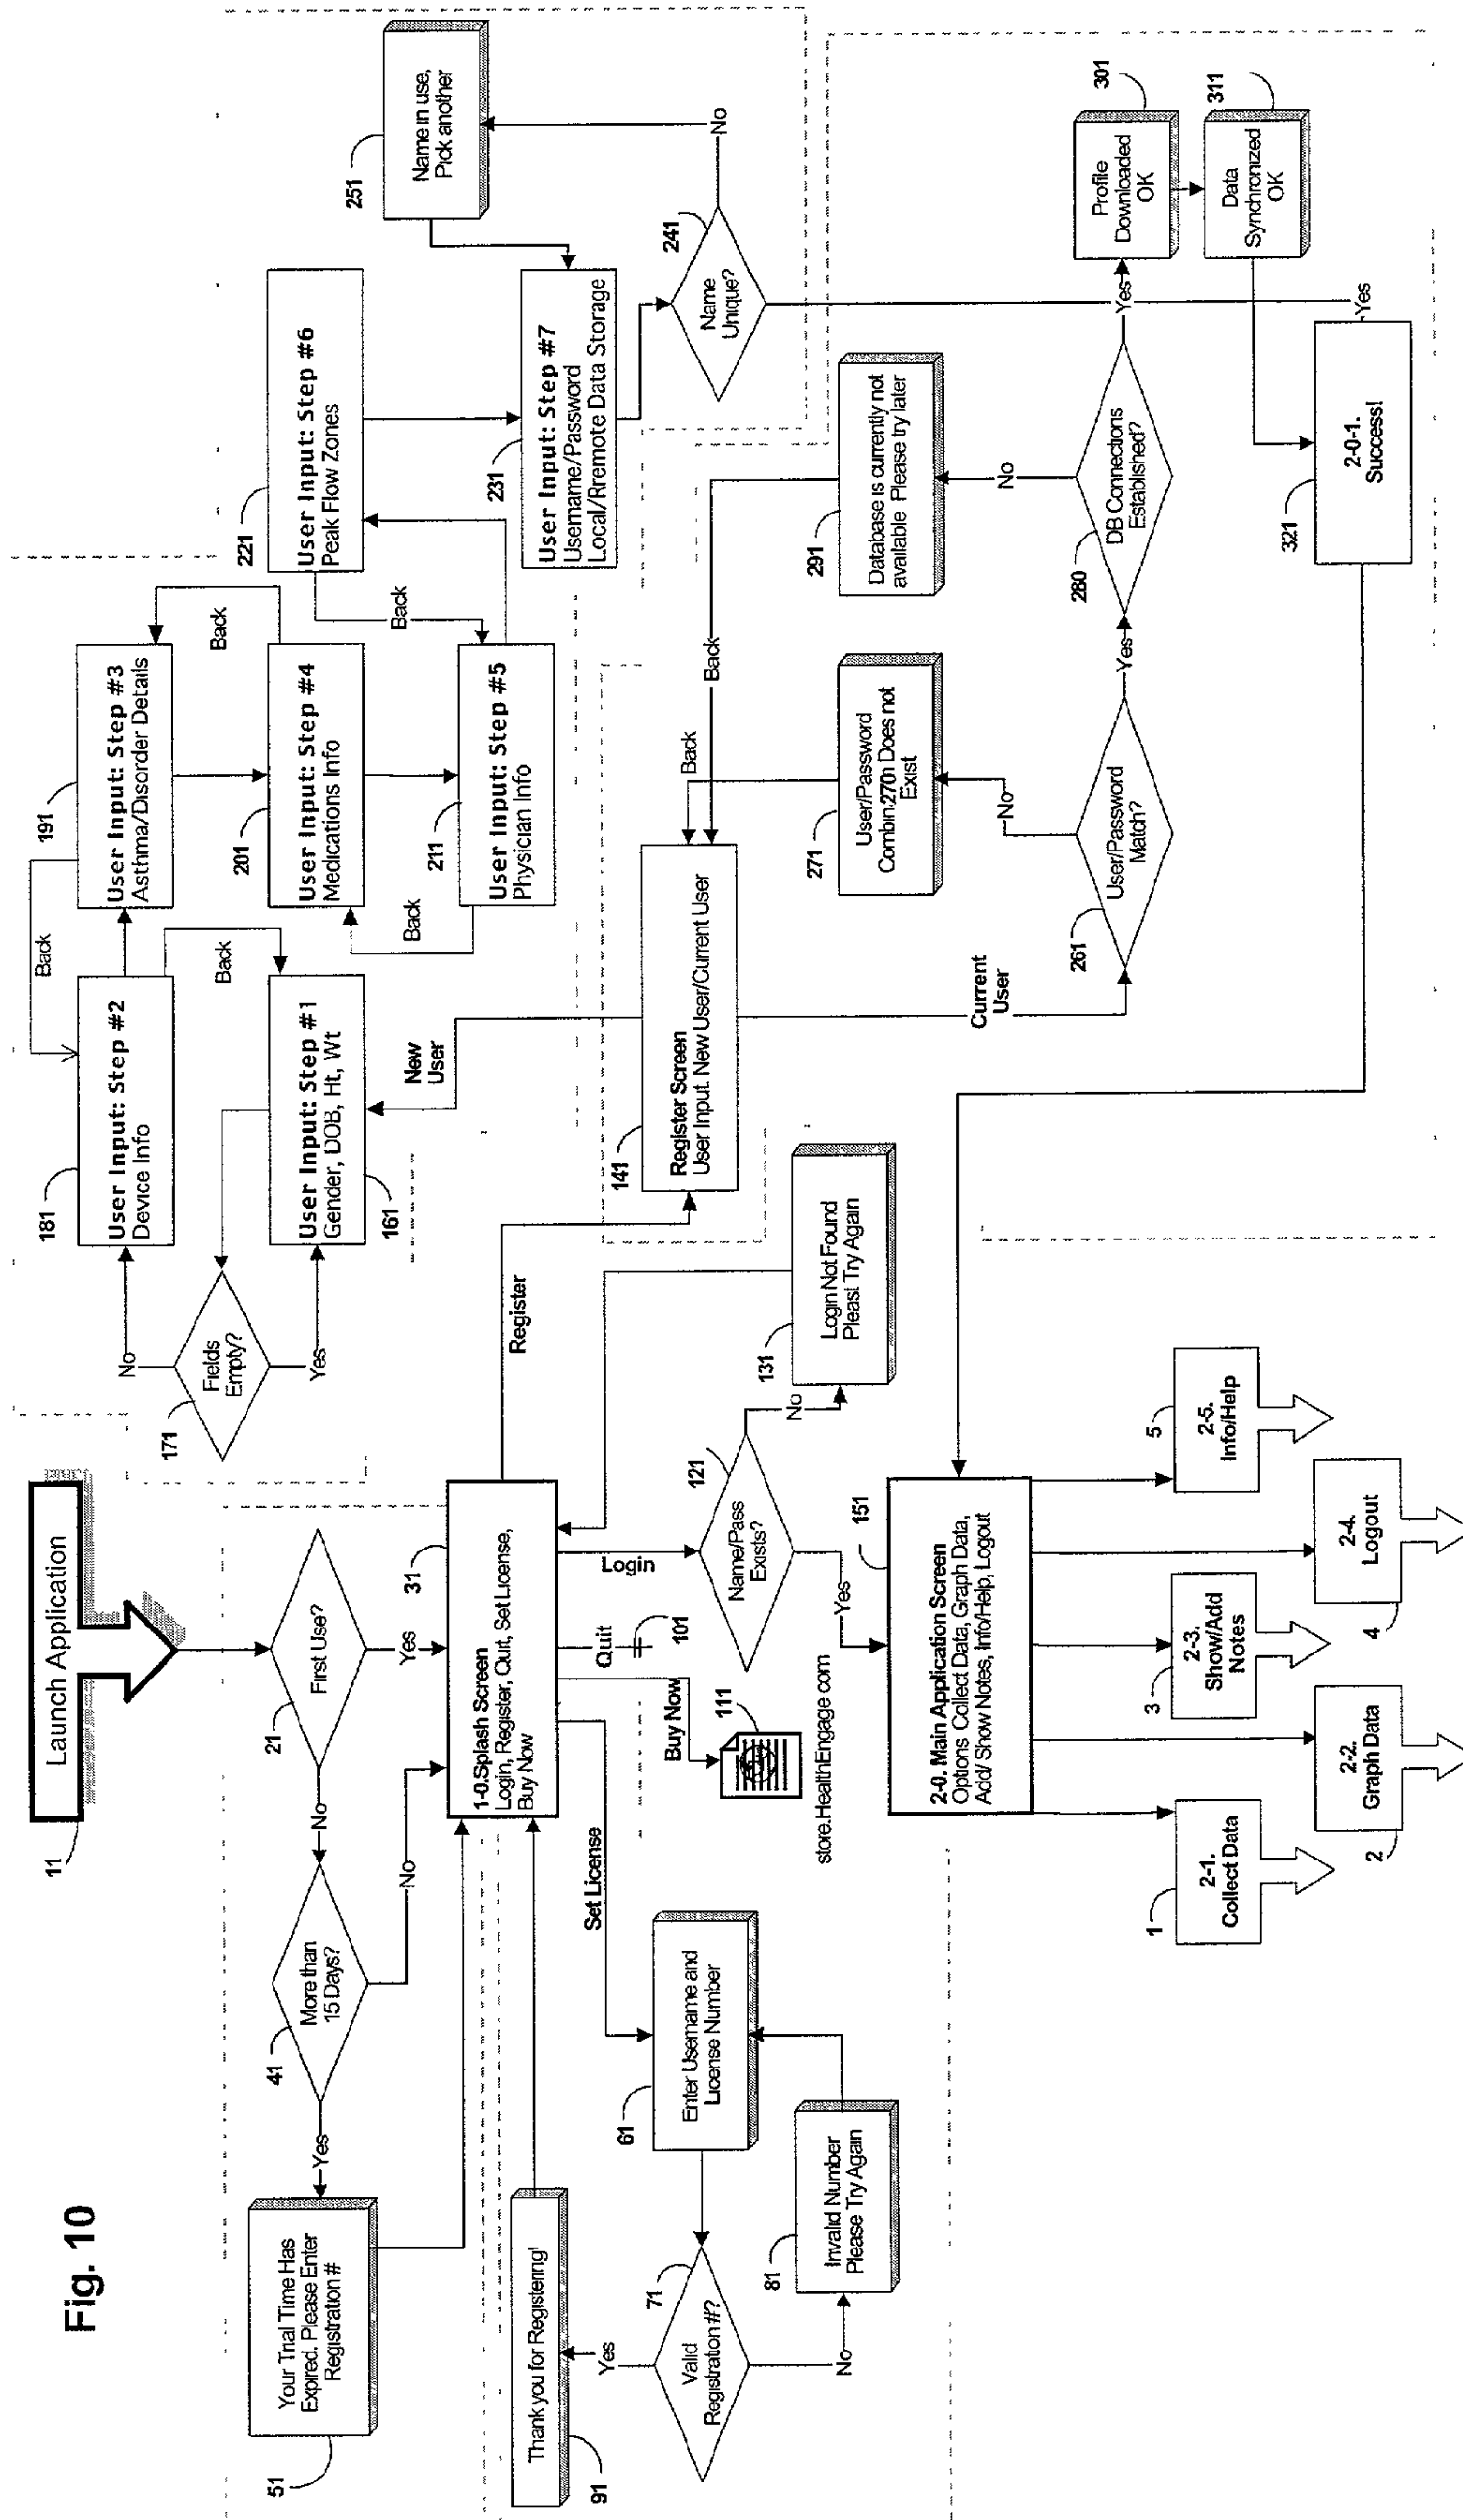 Fig. 10
Launch Application
11
First Use?
21
Yes
No
More than
15 Days?
41
Yes
No
Your Trial Time Has
Expired. Please Enter
Registration #
51
1-0.Splash Screen
Login, Register, Quit, Set License,
Buy Now
31
Set License
Buy Now
Quit
Login
Register
101
111
store.HealthEngage com
Enter Username and
License Number
61
Valid
Registration #?
71
Yes
No
Invalid Number
Please Try Again
81
Thank you for Registering!
91
Name/Pass
Exists?
121
Yes
No
Login Not Found
Pleast Try Again
131
Register Screen
User Input. New User/Current User
141
New
User
Current
User
User Input: Step #1
Gender, DOB, Ht, Wt
161
Fields
Empty?
171
No
Yes
User Input: Step #2
Device Info
181
Back
Back
User Input: Step #3
Asthma/Disorder Details
191
Back
User Input: Step #4
Medications Info
201
Back
User Input: Step #5
Physician Info
211
Back
User Input: Step #6
Peak Flow Zones
221
User Input: Step #7
Username/Password
Local/Rremote Data Storage
231
Name
Unique?
241
No
Yes
Name in use,
Pick another
251
User/Password
Match?
261
No
Yes
User/Password
Combin270n Does not
Exist
271
Back
DB Connections
Established?
280
No
Yes
Database is currently not
available Please try later
291
Back
Profile
Downloaded
OK
301
Data
Synchronized
OK
311
2-0-1.
Success!
321
2-0. Main Application Screen
Options Collect Data, Graph Data,
Add/ Show Notes, Info/Help, Logout
151
2-1.
Collect Data
1
2-2.
Graph Data
2
2-3.
Show/Add
Notes
3
2-4.
Logout
4
2-5.
Info/Help
5